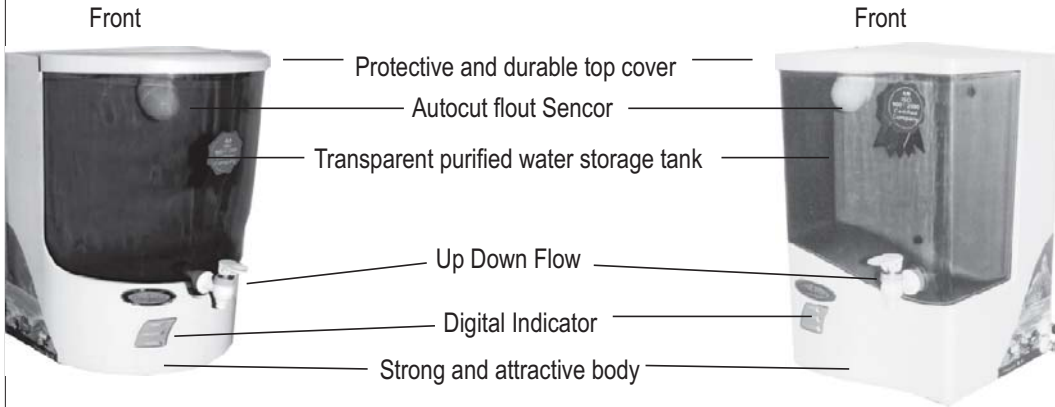 Front
Front
Protective and durable top cover
Autocut flout Sencor
Transparent purified water storage tank
Up Down Flow
Digital Indicator
Strong and attractive body